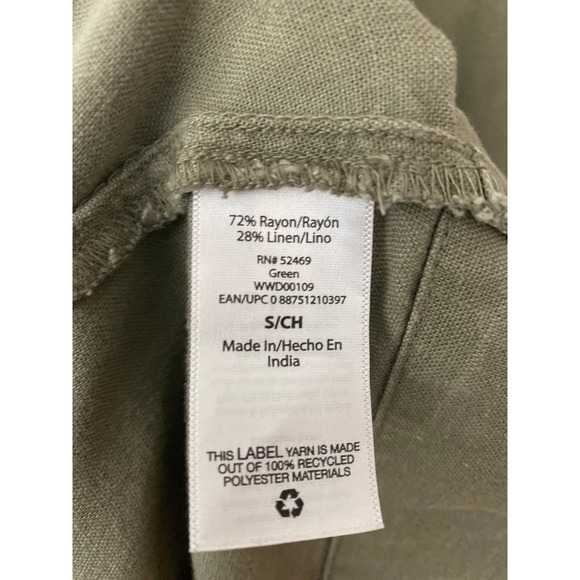 72% Rayon/Rayón
28% Linen/Lino
RN# 52469
Green
WWD00109
EAN/UPC 0 88751210397
S/CH
Made In/Hecho En
India
THIS LABEL YARN IS MADE
OUT OF 100% RECYCLED
POLYESTER MATERIALS